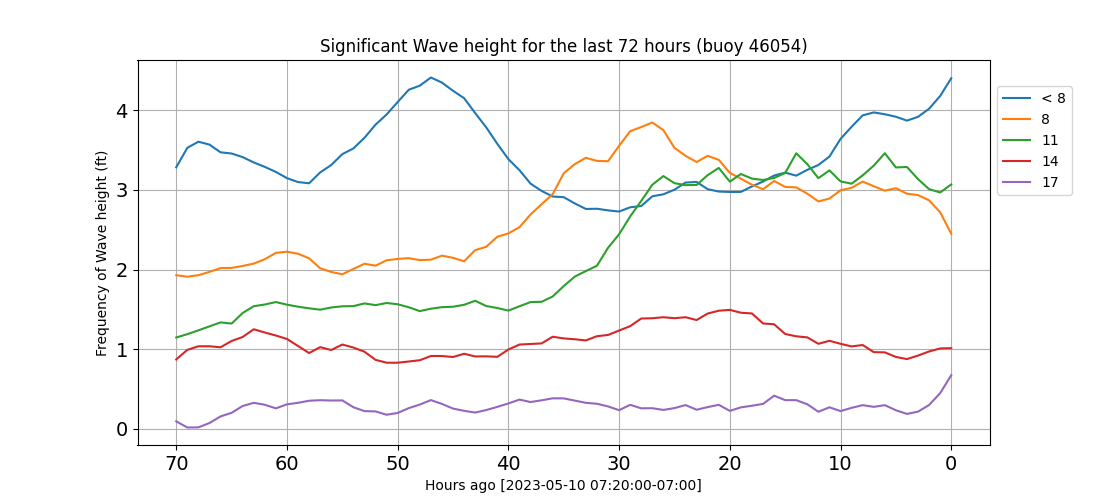 Significant Wave height for the last 72 hours (buoy 46054)
Frequency of Wave height (ft)
4
3
2
1
0
70 60 50 40 30 20 10 0
Hours ago [2023-05-10 07:20:00-07:00]
< 8
8
11
14
17